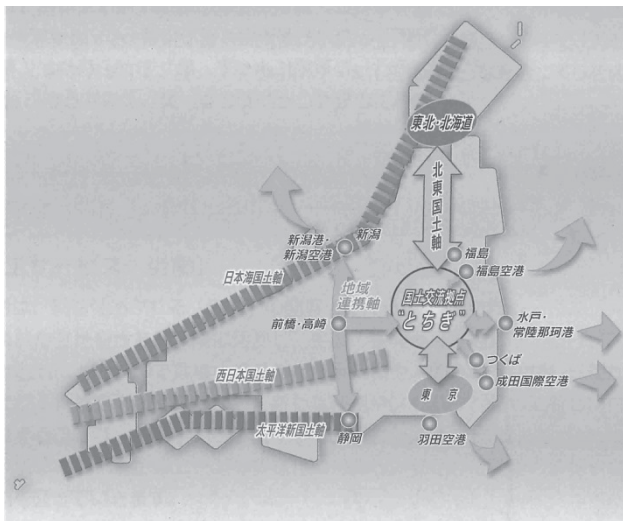 東北・北海道
北東国土軸
新潟
新潟港・
新潟空港
福島
福島空港
日本海国土軸
地域
連携軸
国土交流拠点
“とちぎ”
前橋・高崎
水戸・
常陸那珂港
つくば
西日本国土軸
成田国際空港
東京
太平洋新国土軸
静岡
羽田空港